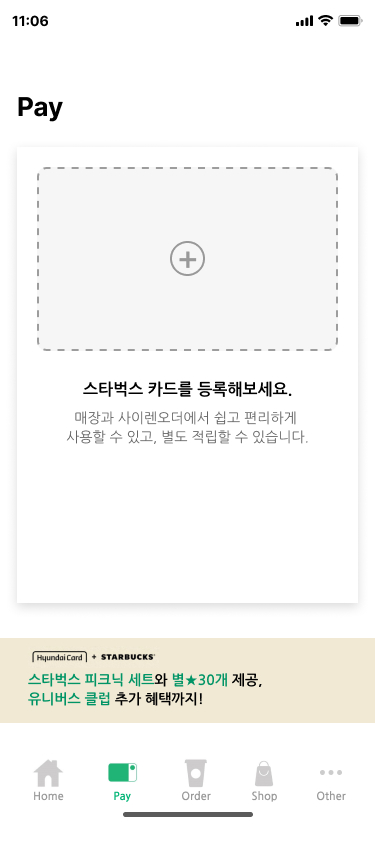 11:06
Pay
스타벅스 카드를 등록해보세요.
매장과 사이렌오더에서 쉽고 편리하게
사용할 수 있고, 별도 적립할 수 있습니다.
Hyundai Card + STARBUCKS
스타벅스 피크닉 세트와 별★30개 제공,
유니버스 클럽 추가 혜택까지!
Home Pay Order Shop Other